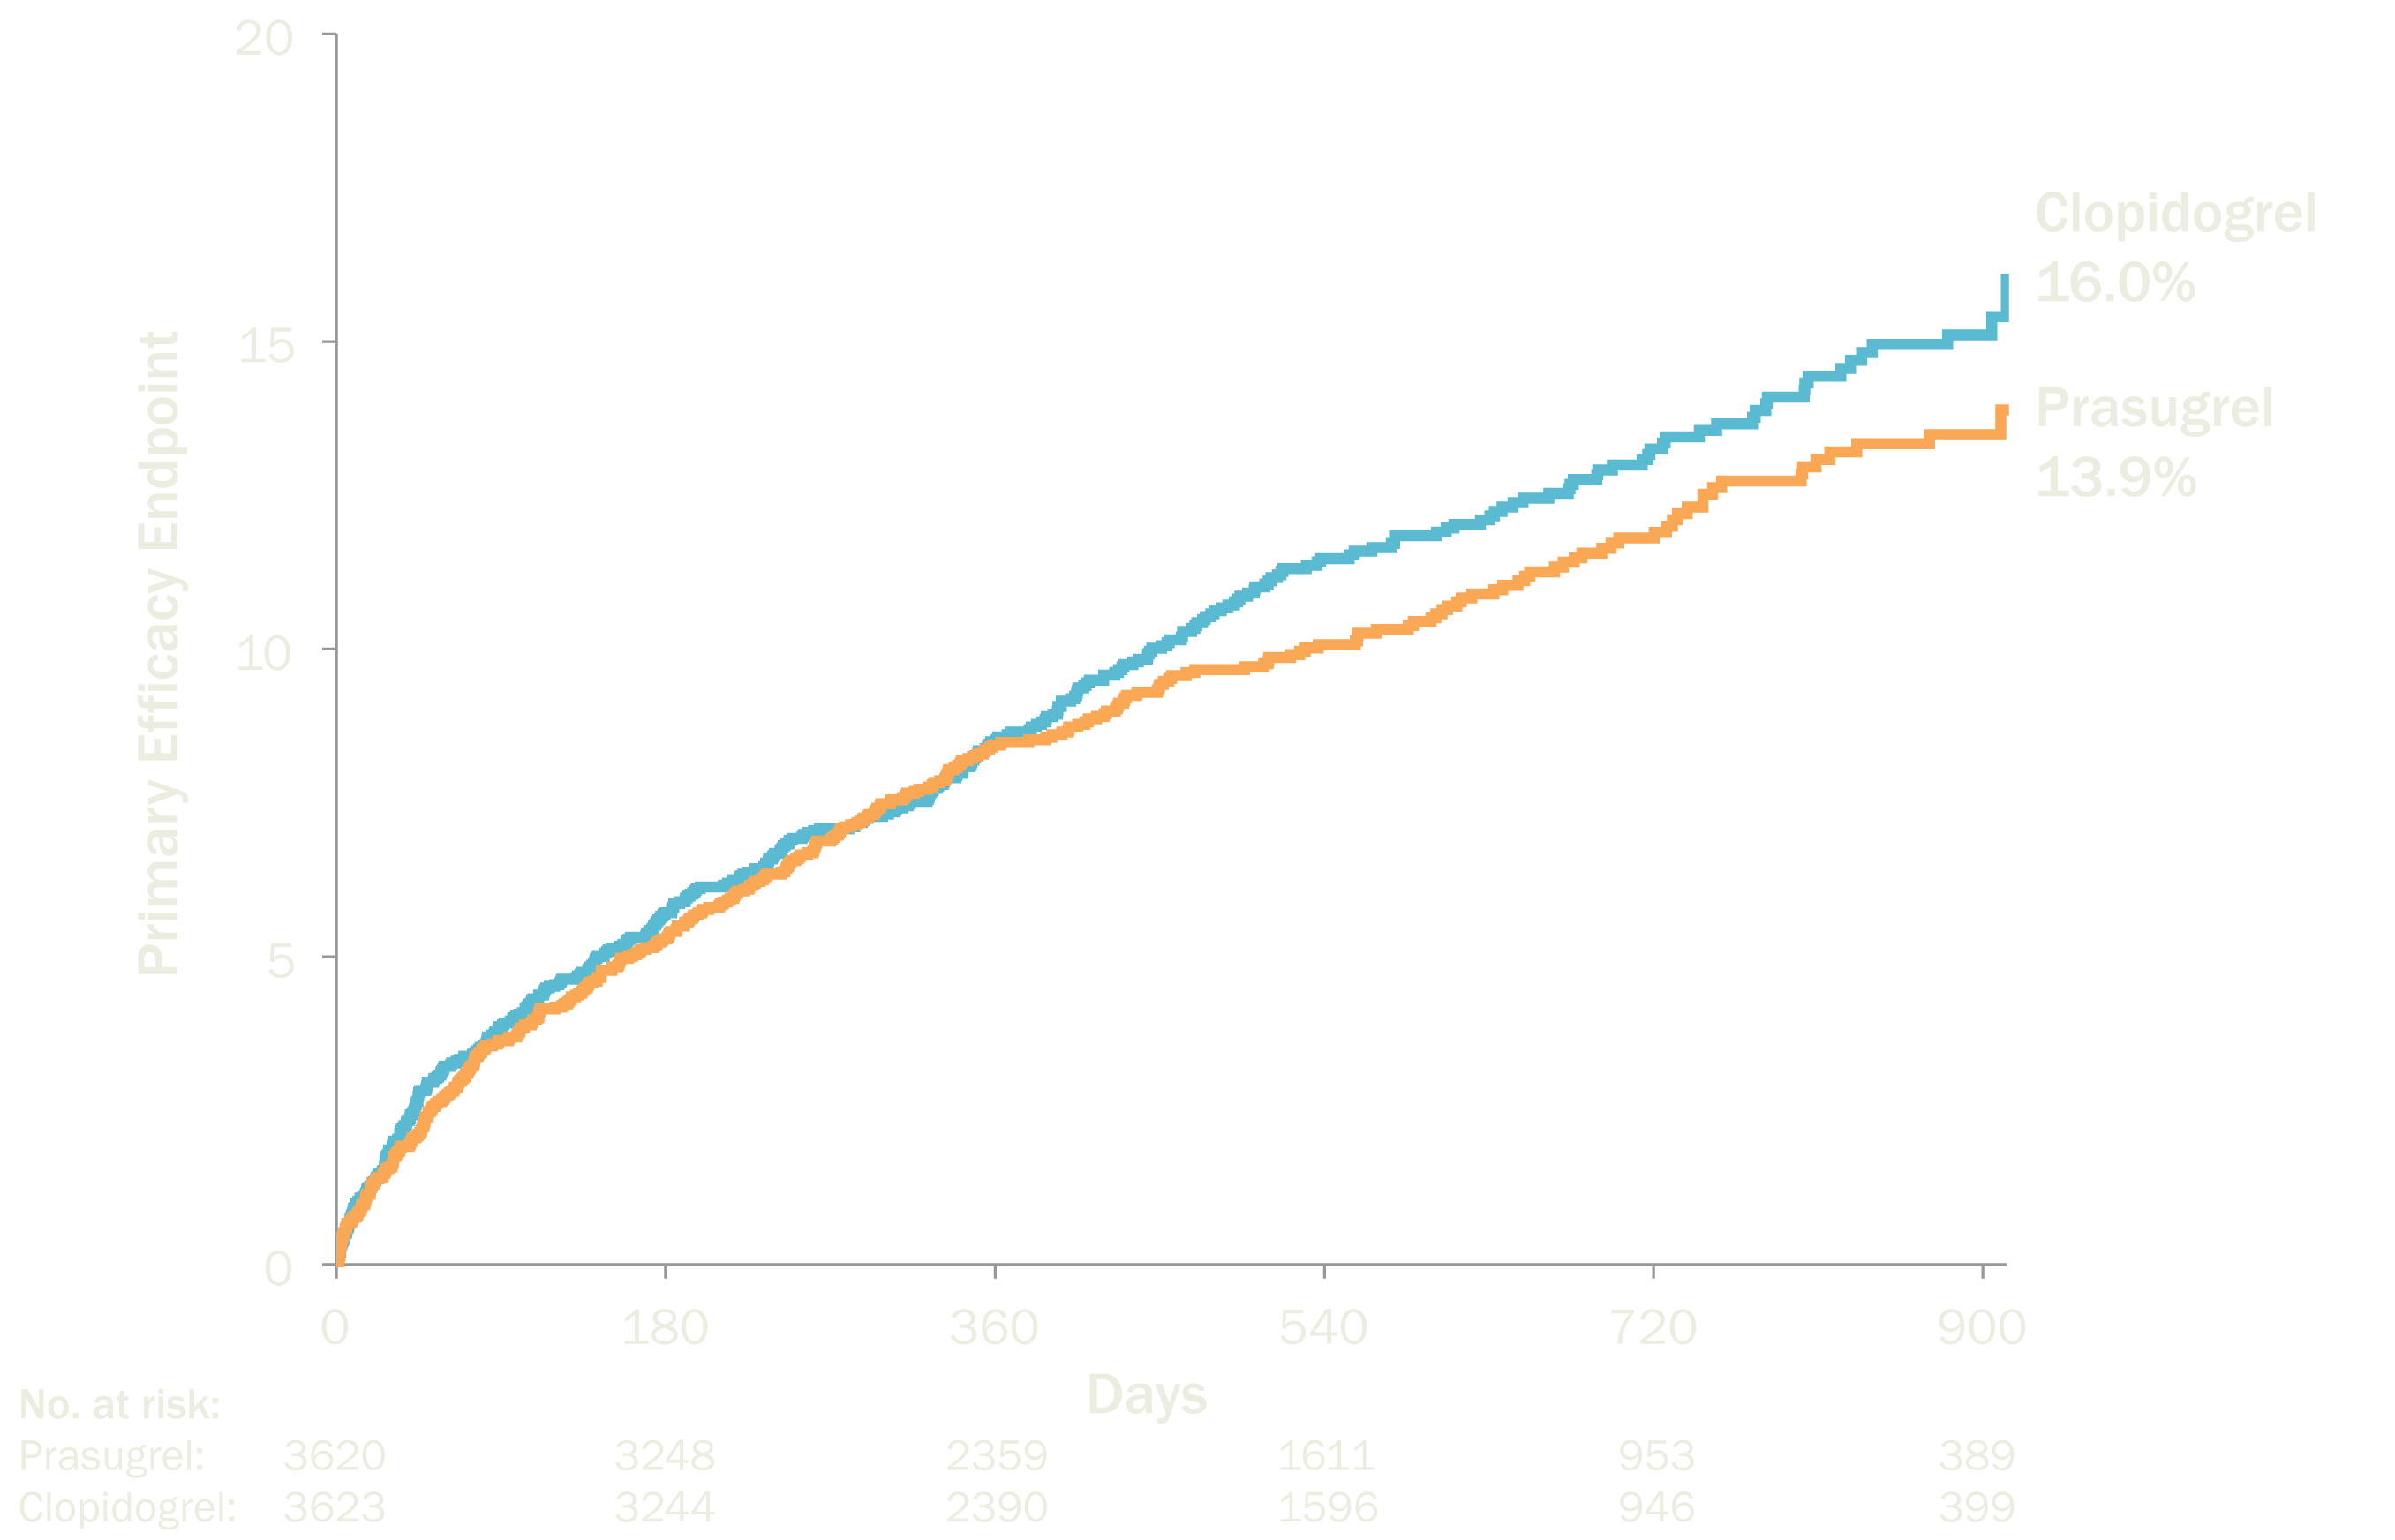 20
15
10
5
0
Primary Efficacy Endpoint
Clopidogrel
16.0%
Prasugrel
13.9%
0 180 360 540 720 900
Days
No. at risk:
Prasugrel: 3620 3248 2359 1611 953 389
Clopidogrel: 3623 3244 2390 1596 946 399